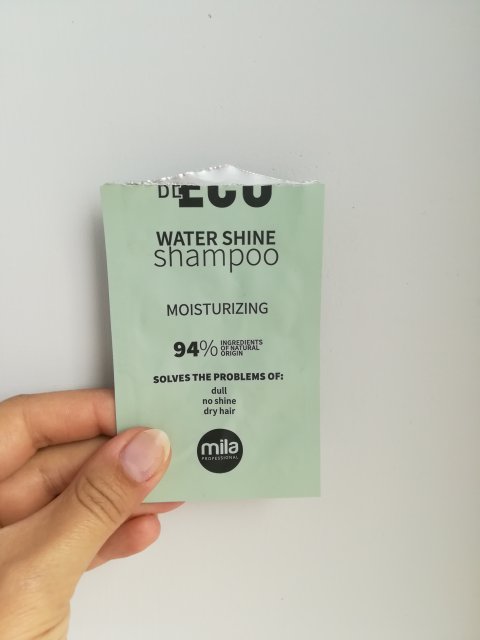 WATER SHINE
shampoo
MOISTURIZING
94% INGREDIENTS
OF NATURAL
ORIGIN
SOLVES THE PROBLEMS OF:
dull
no shine
dry hair
mila
PROFESSIONAL